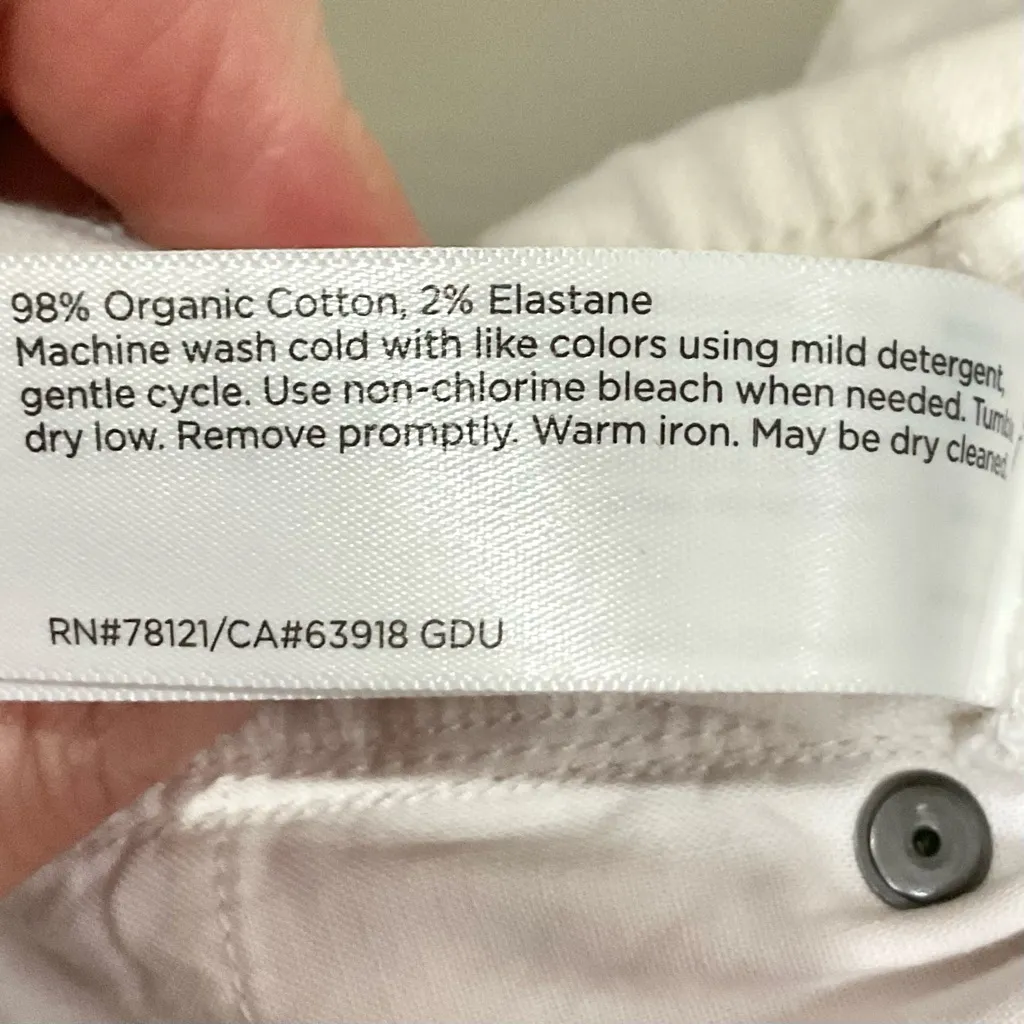 98% Organic Cotton, 2% Elastane
Machine wash cold with like colors using mild detergent,
gentle cycle. Use non-chlorine bleach when needed.
dry low. Remove promptly. Warm iron. May be dry cleaned.
RN#78121/CA#63918 GDU